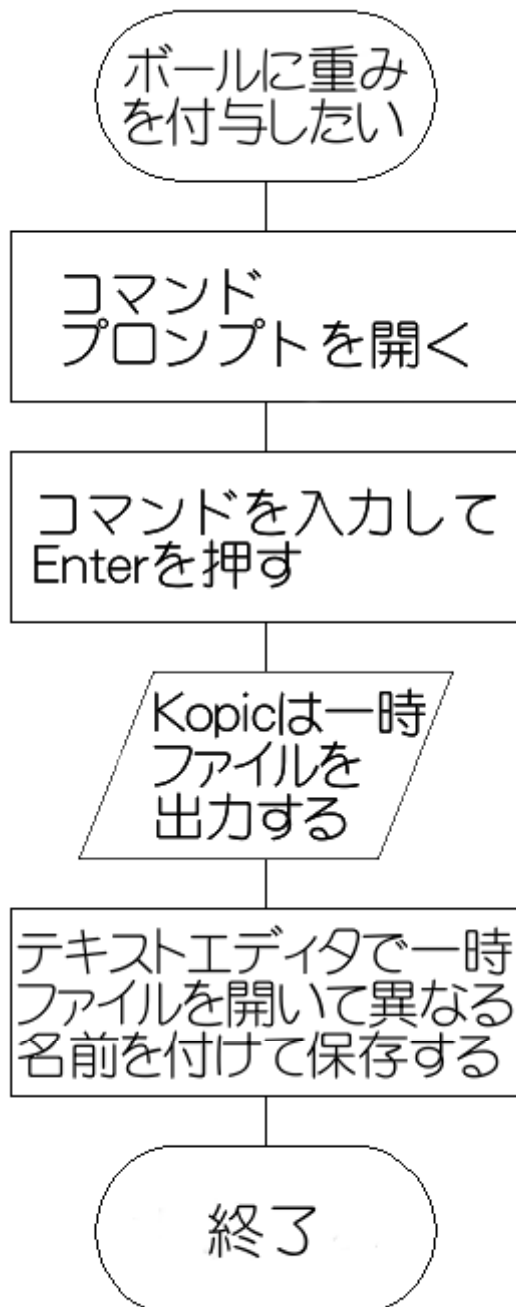 ボールに重み
を付与したい
コマンド
プロンプトを開く
コマンドを入力して
Enterを押す
Kopicは一時
ファイルを
出力する
テキストエディタで一時
ファイルを開いて異なる
名前を付けて保存する
終了